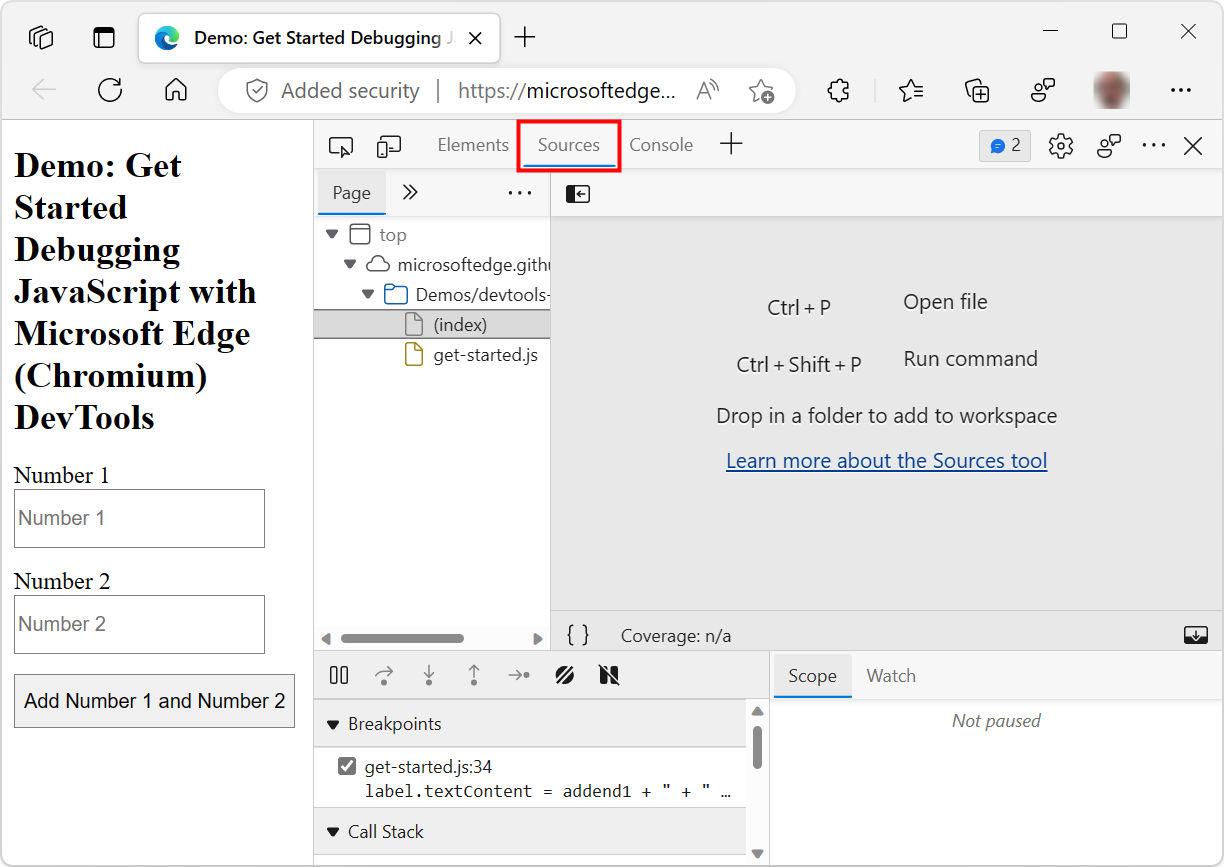 Demo: Get Started Debugging J
Added security
https://microsoftedge...
Demo: Get
Started
Debugging
JavaScript with
Microsoft Edge
(Chromium)
DevTools
Number 1
Number 1
Number 2
Number 2
Add Number 1 and Number 2
Elements
Sources
Console
2
Page
top
microsoftedge.gith
Demos/devtools-
(index)
get-started.js
Ctrl + P
Open file
Ctrl + Shift + P
Run command
Drop in a folder to add to workspace
Learn more about the Sources tool
{ }
Coverage: n/a
Breakpoints
get-started.js:34
label.textContent = addend1 + " + " …
Call Stack
Scope
Watch
Not paused